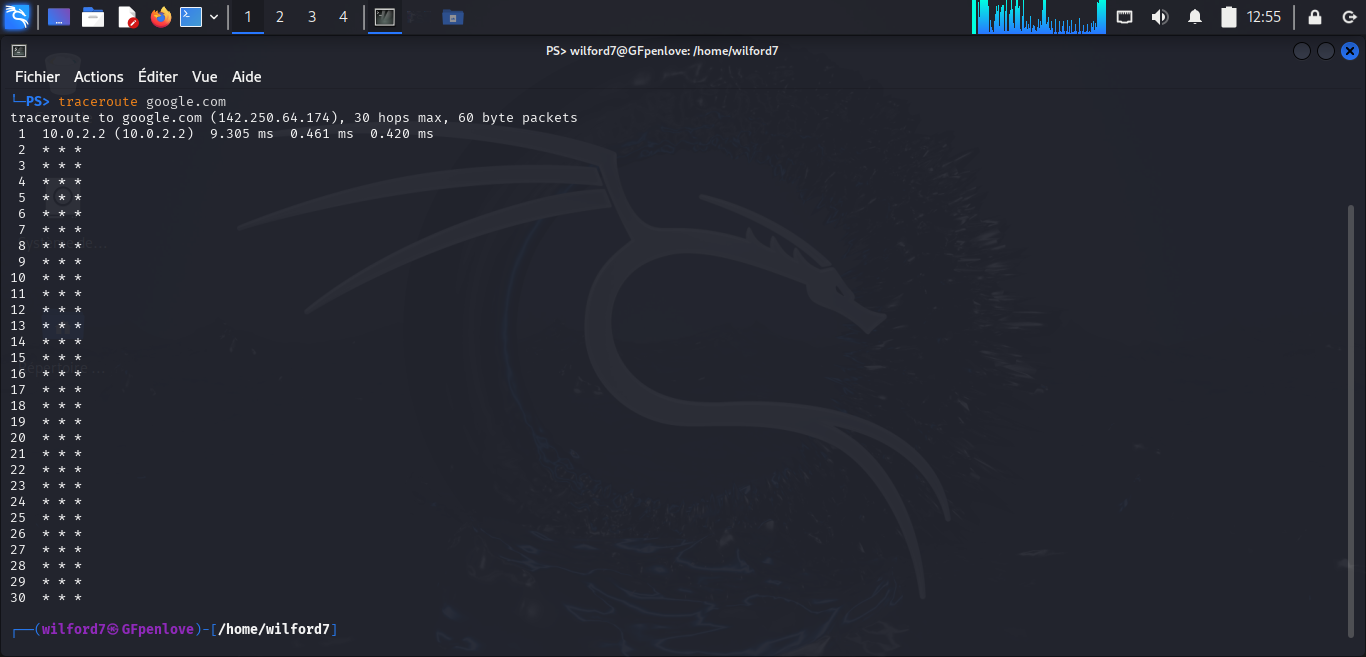 1 2 3 4 12:55
PS> wilford7@GFpenlove: /home/wilford7
Fichier Actions Éditer Vue Aide
└─PS> traceroute google.com
traceroute to google.com (142.250.64.174), 30 hops max, 60 byte packets
 1  10.0.2.2 (10.0.2.2)  9.305 ms  0.461 ms  0.420 ms
 2  * * *
 3  * * *
 4  * * *
 5  * * *
 6  * * *
 7  * * *
 8  * * *
 9  * * *
10  * * *
11  * * *
12  * * *
13  * * *
14  * * *
15  * * *
16  * * *
17  * * *
18  * * *
19  * * *
20  * * *
21  * * *
22  * * *
23  * * *
24  * * *
25  * * *
26  * * *
27  * * *
28  * * *
29  * * *
30  * * *
┌──(wilford7㉿GFpenlove)-[/home/wilford7]